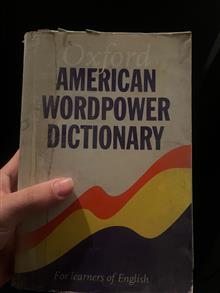 Oxford
AMERICAN
WORDPOWER
DICTIONARY
For learners of English